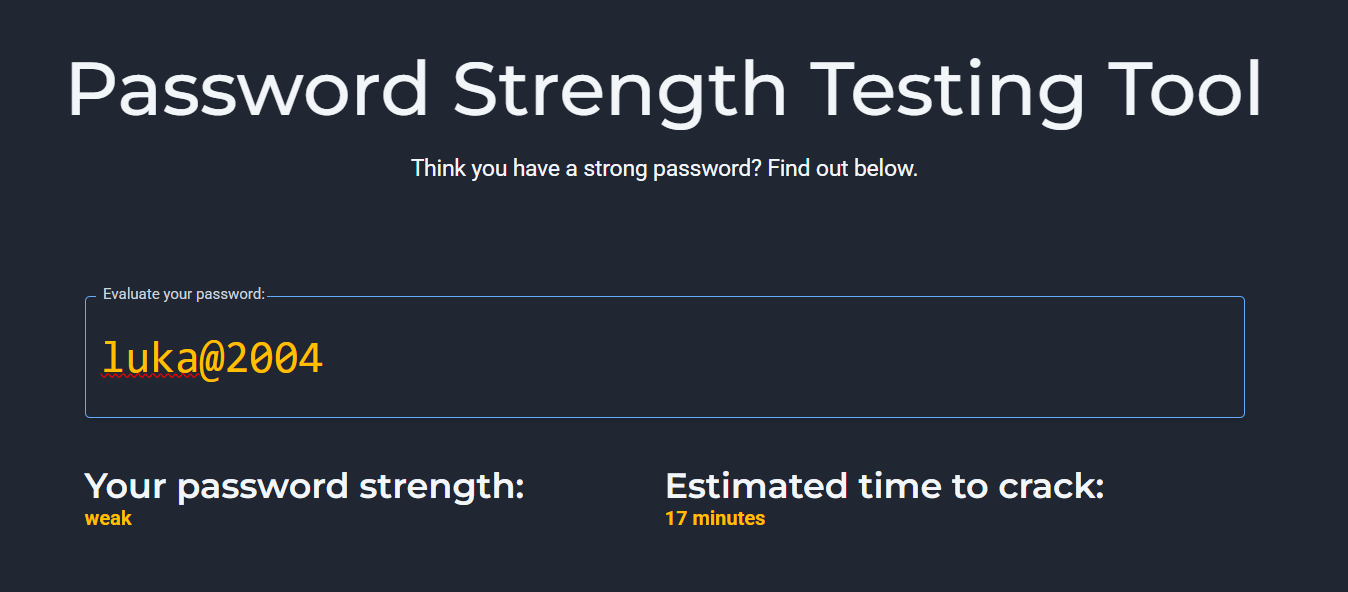 Password Strength Testing Tool
Think you have a strong password? Find out below.
Evaluate your password:
luka@2004
Your password strength:
weak
Estimated time to crack:
17 minutes